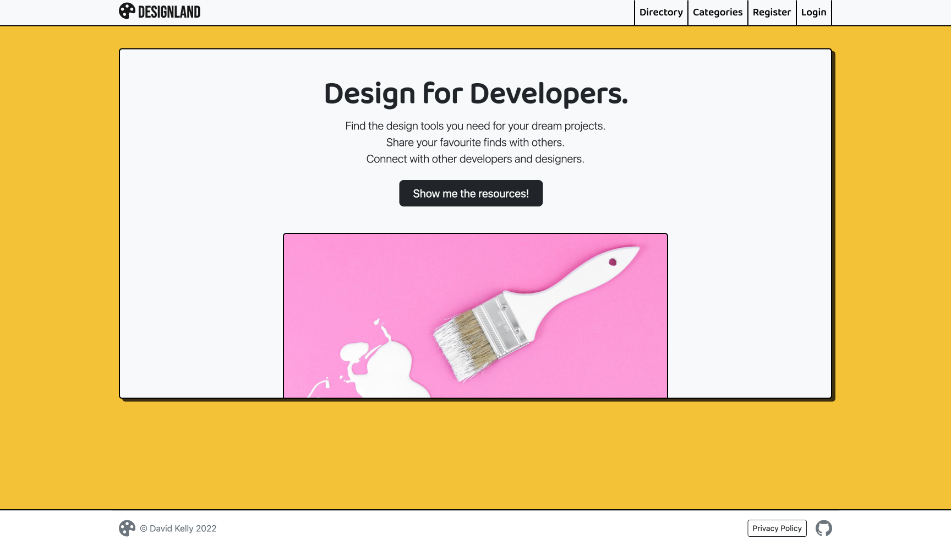 DESIGNLAND
Directory Categories Register Login
Design for Developers.
Find the design tools you need for your dream projects.
Share your favourite finds with others.
Connect with other developers and designers.
Show me the resources!
© David Kelly 2022
Privacy Policy